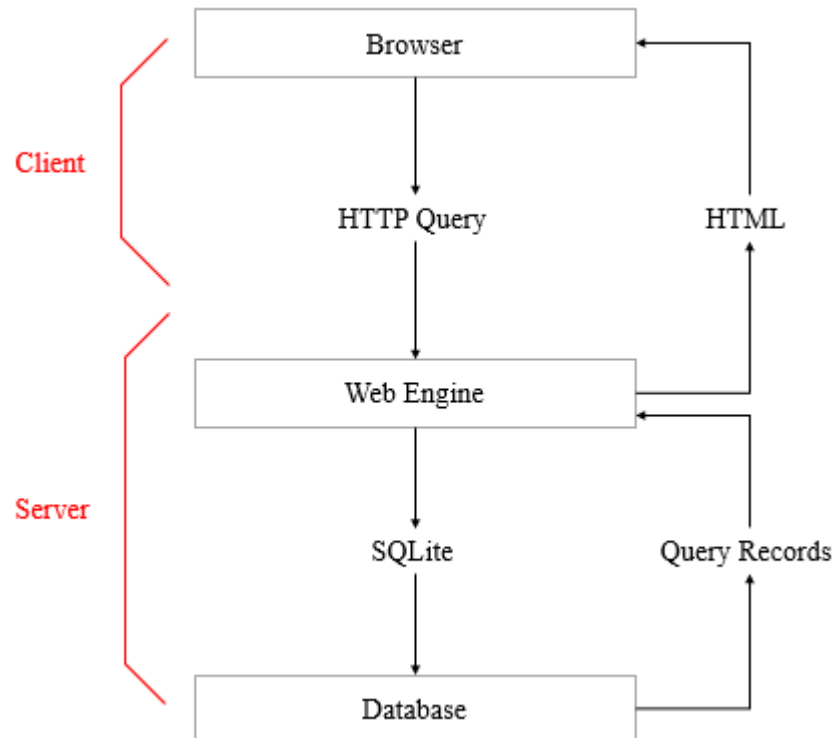 Browser
Client
HTTP Query
HTML
Web Engine
Server
SQLite
Query Records
Database